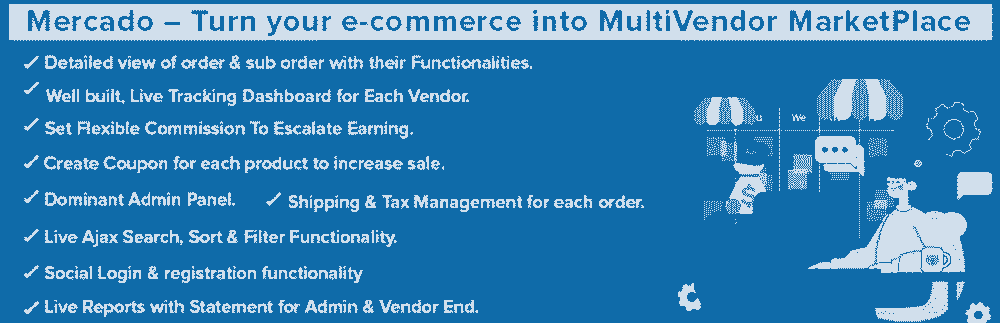 Mercado – Turn your e-commerce into MultiVendor MarketPlace
Detailed view of order & sub order with their Functionalities.
Well built, Live Tracking Dashboard for Each Vendor.
Set Flexible Commission To Escalate Earning.
Create Coupon for each product to increase sale.
Dominant Admin Panel.
Shipping & Tax Management for each order.
Live Ajax Search, Sort & Filter Functionality.
Social Login & registration functionality
Live Reports with Statement for Admin & Vendor End.
We